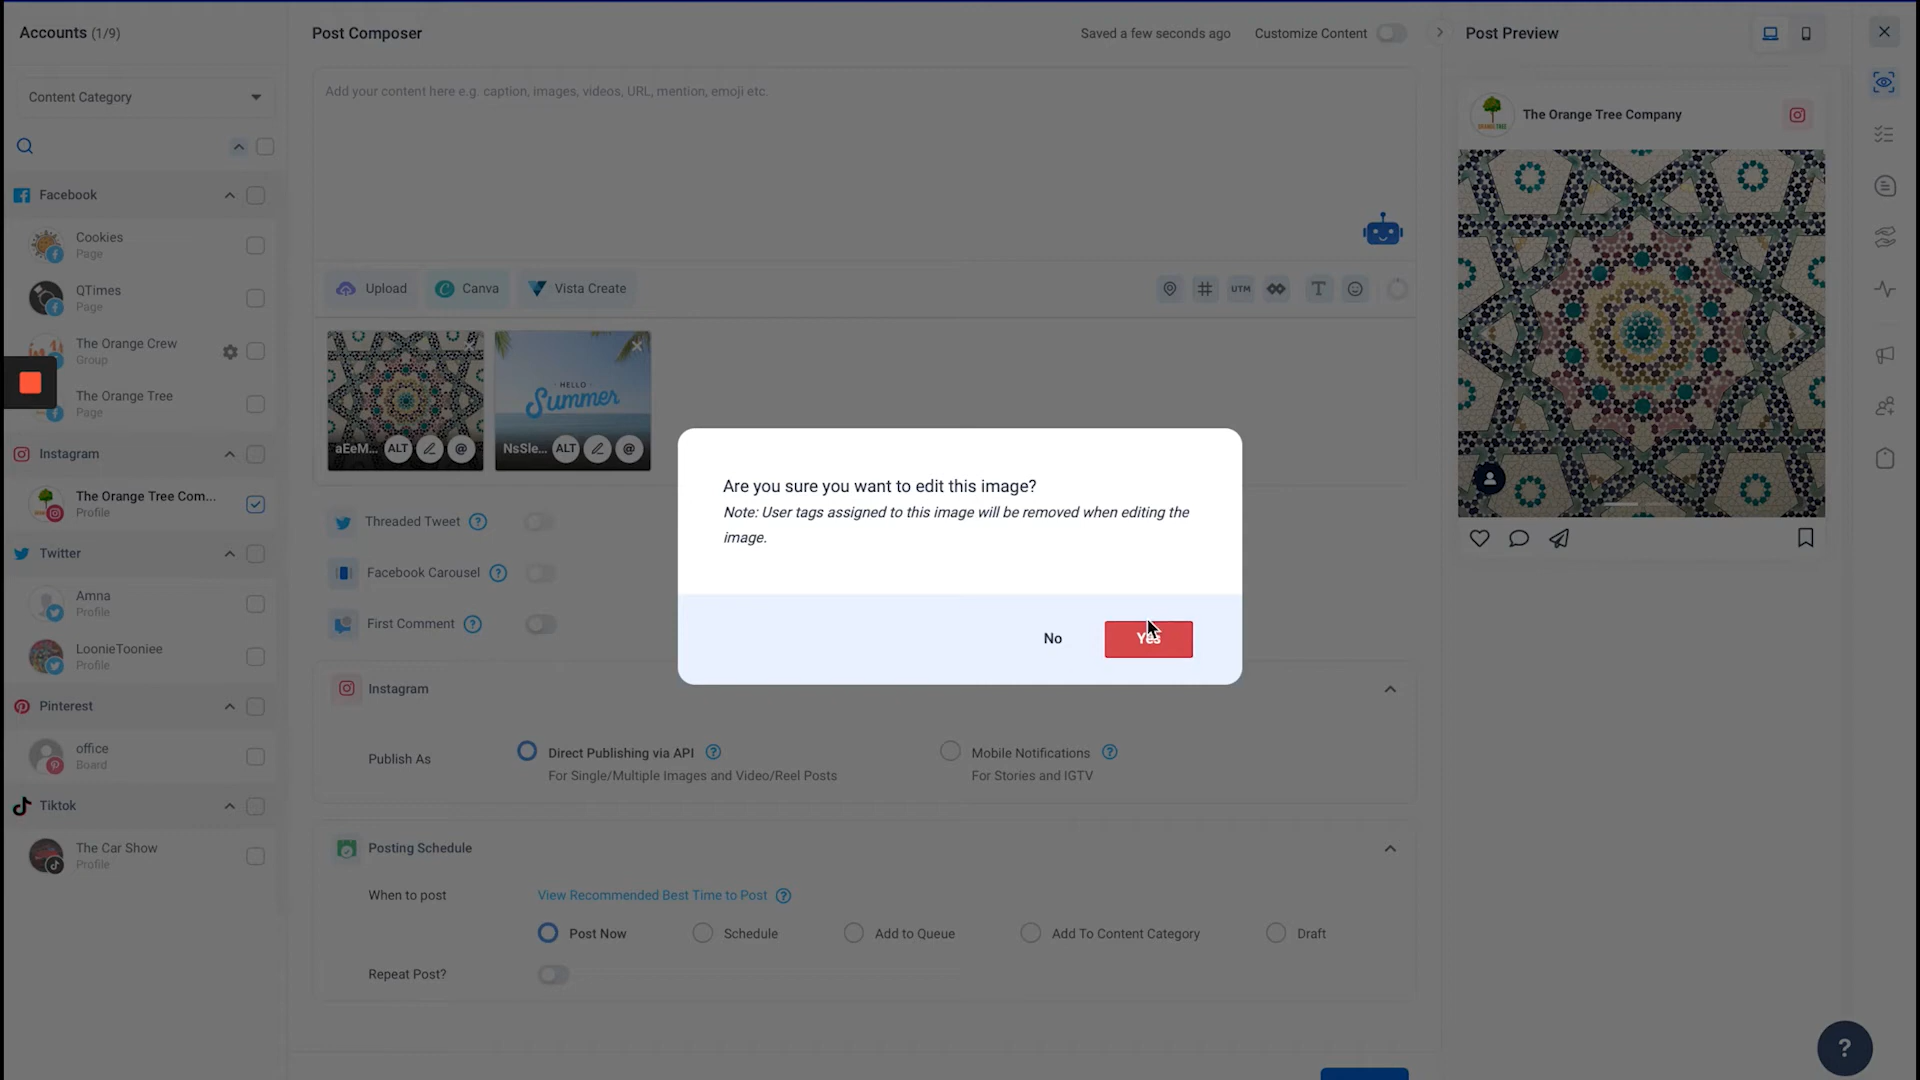 Accounts (1/9)
Content Category
Facebook
Cookies
Page
QTimes
Page
The Orange Crew
Group
The Orange Tree
Page
Instagram
The Orange Tree Com...
Profile
Twitter
Amna
Profile
LoonieTooniee
Profile
Pinterest
office
Board
Tiktok
The Car Show
Profile
Post Composer
Saved a few seconds ago
Customize Content
Add your content here e.g. caption, images, videos, URL, mention, emoji etc.
Upload
Canva
Vista Create
UTM
HELLO
Summer
aEeM...
ALT
@
NsSle...
ALT
@
Threaded Tweet ?
Facebook Carousel ?
First Comment ?
Are you sure you want to edit this image?
Note: User tags assigned to this image will be removed when editing the
image.
No
Yes
Instagram
Publish As
Direct Publishing via API ?
For Single/Multiple Images and Video/Reel Posts
Mobile Notifications ?
For Stories and IGTV
Posting Schedule
When to post
View Recommended Best Time to Post ?
Post Now
Schedule
Add to Queue
Add To Content Category
Draft
Repeat Post?
Post Preview
The Orange Tree Company
?